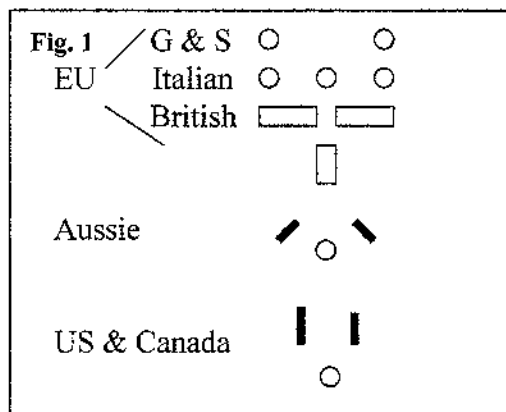 Fig. 1
G & S
EU
Italian
British
Aussie
US & Canada